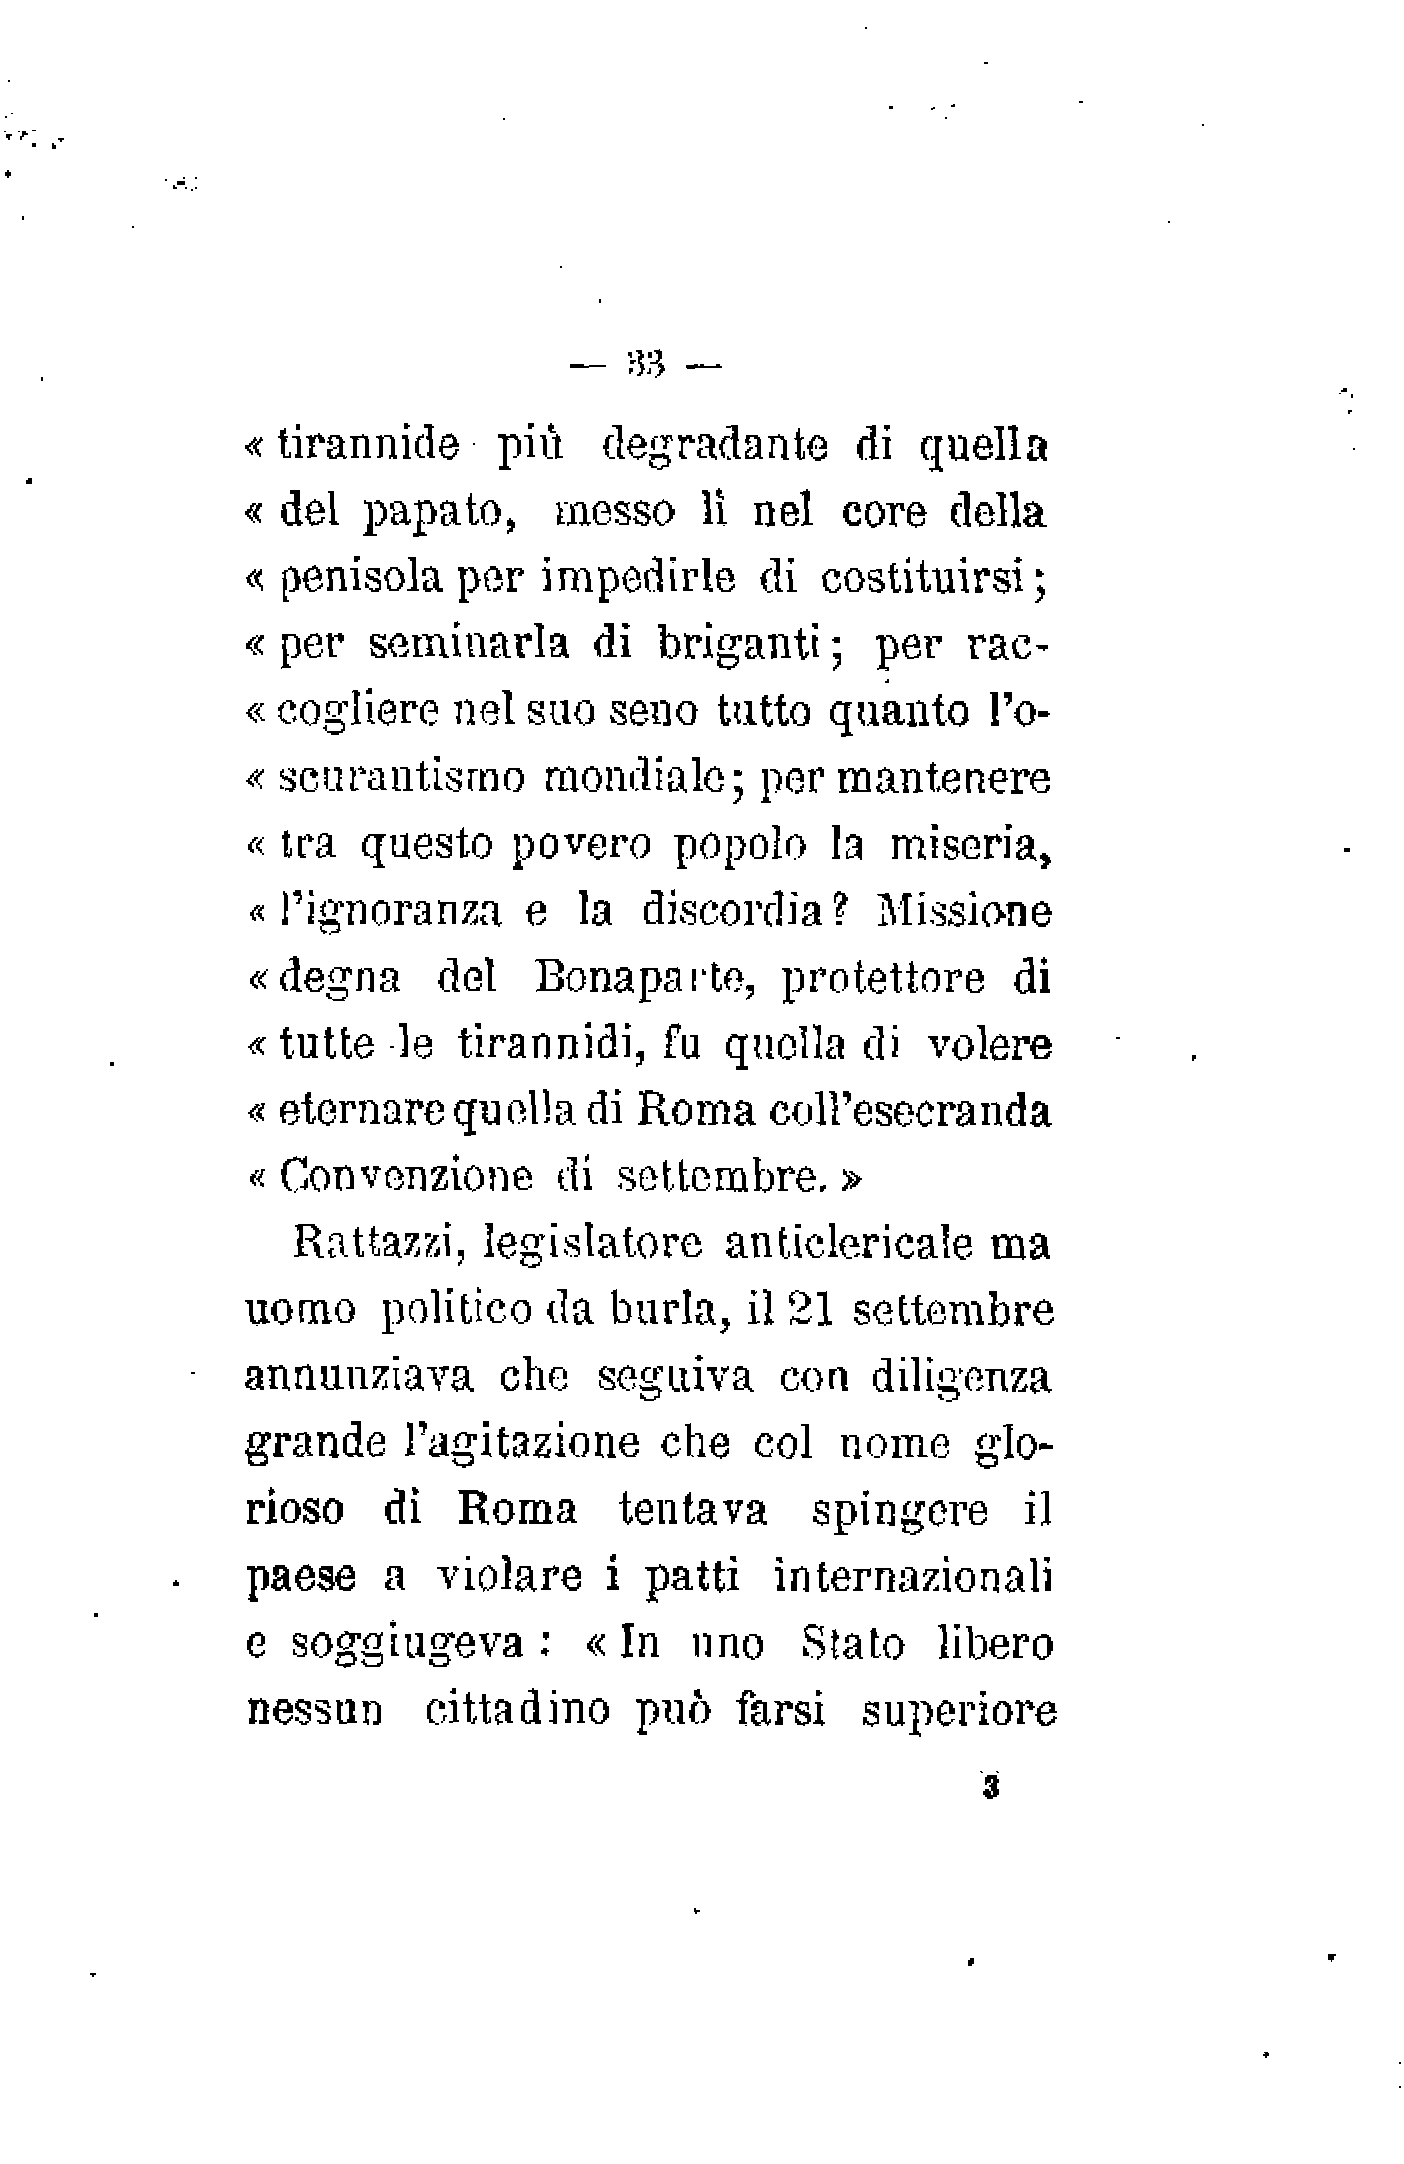 — 33 —
« tirannide più degradante di quella
« del papato, messo lì nel core della
« penisola per impedirle di costituirsi;
« per seminarla di briganti; per rac-
« cogliere nel suo seno tutto quanto l'o-
« scurantismo mondiale; per mantenere
« tra questo povero popolo la miseria,
« l'ignoranza e la discordia? Missione
« degna del Bonaparte, protettore di
« tutte le tirannidi, fu quella di volere
« eternare quella di Roma coll'esecranda
« Convenzione di settembre. »
Rattazzi, legislatore anticlericale ma
uomo politico da burla, il 21 settembre
annunziava che seguiva con diligenza
grande l'agitazione che col nome glo-
rioso di Roma tentava spingere il
paese a violare i patti internazionali
e soggiugeva : « In uno Stato libero
nessun cittadino può farsi superiore
3